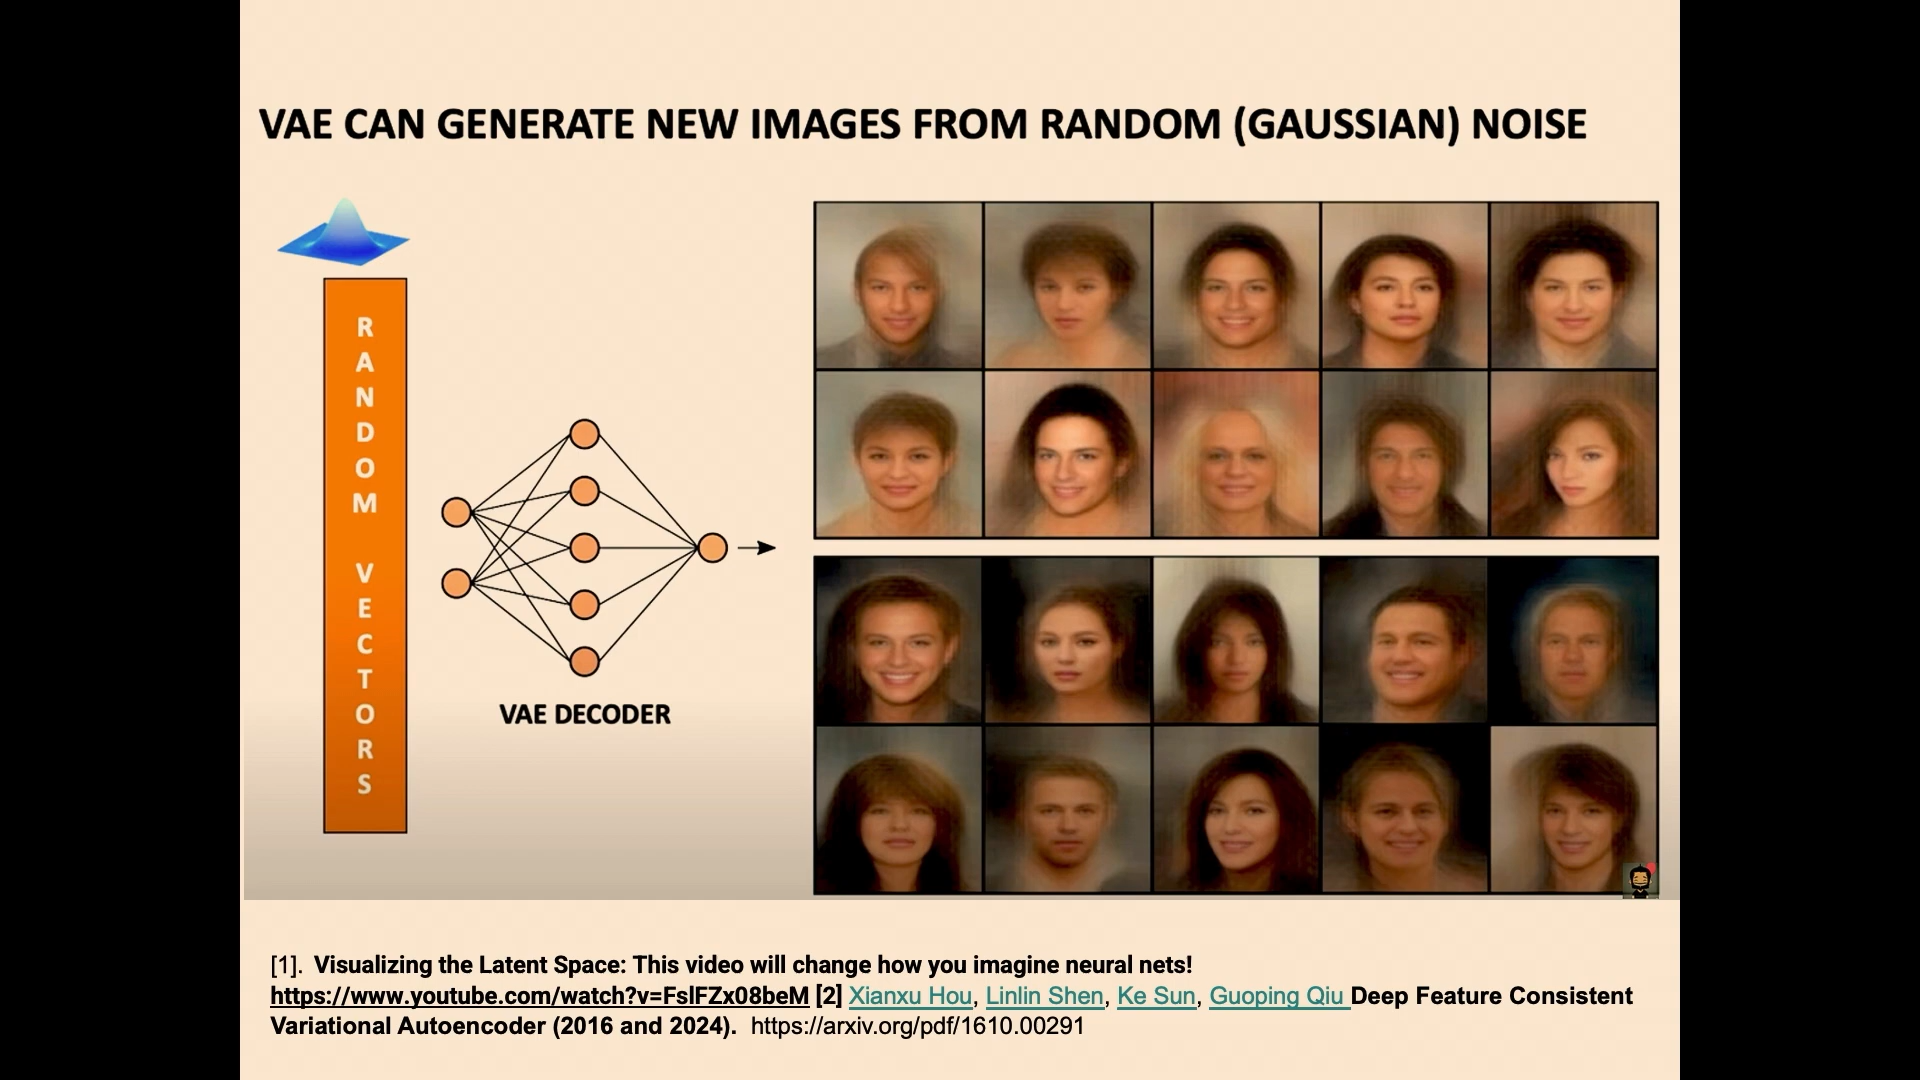 VAE CAN GENERATE NEW IMAGES FROM RANDOM (GAUSSIAN) NOISE
RANDOM VECTORS
VAE DECODER
[1]. Visualizing the Latent Space: This video will change how you imagine neural nets!
https://www.youtube.com/watch?v=FslFZx08beM [2] Xianxu Hou, Linlin Shen, Ke Sun, Guoping Qiu Deep Feature Consistent
Variational Autoencoder (2016 and 2024). https://arxiv.org/pdf/1610.00291